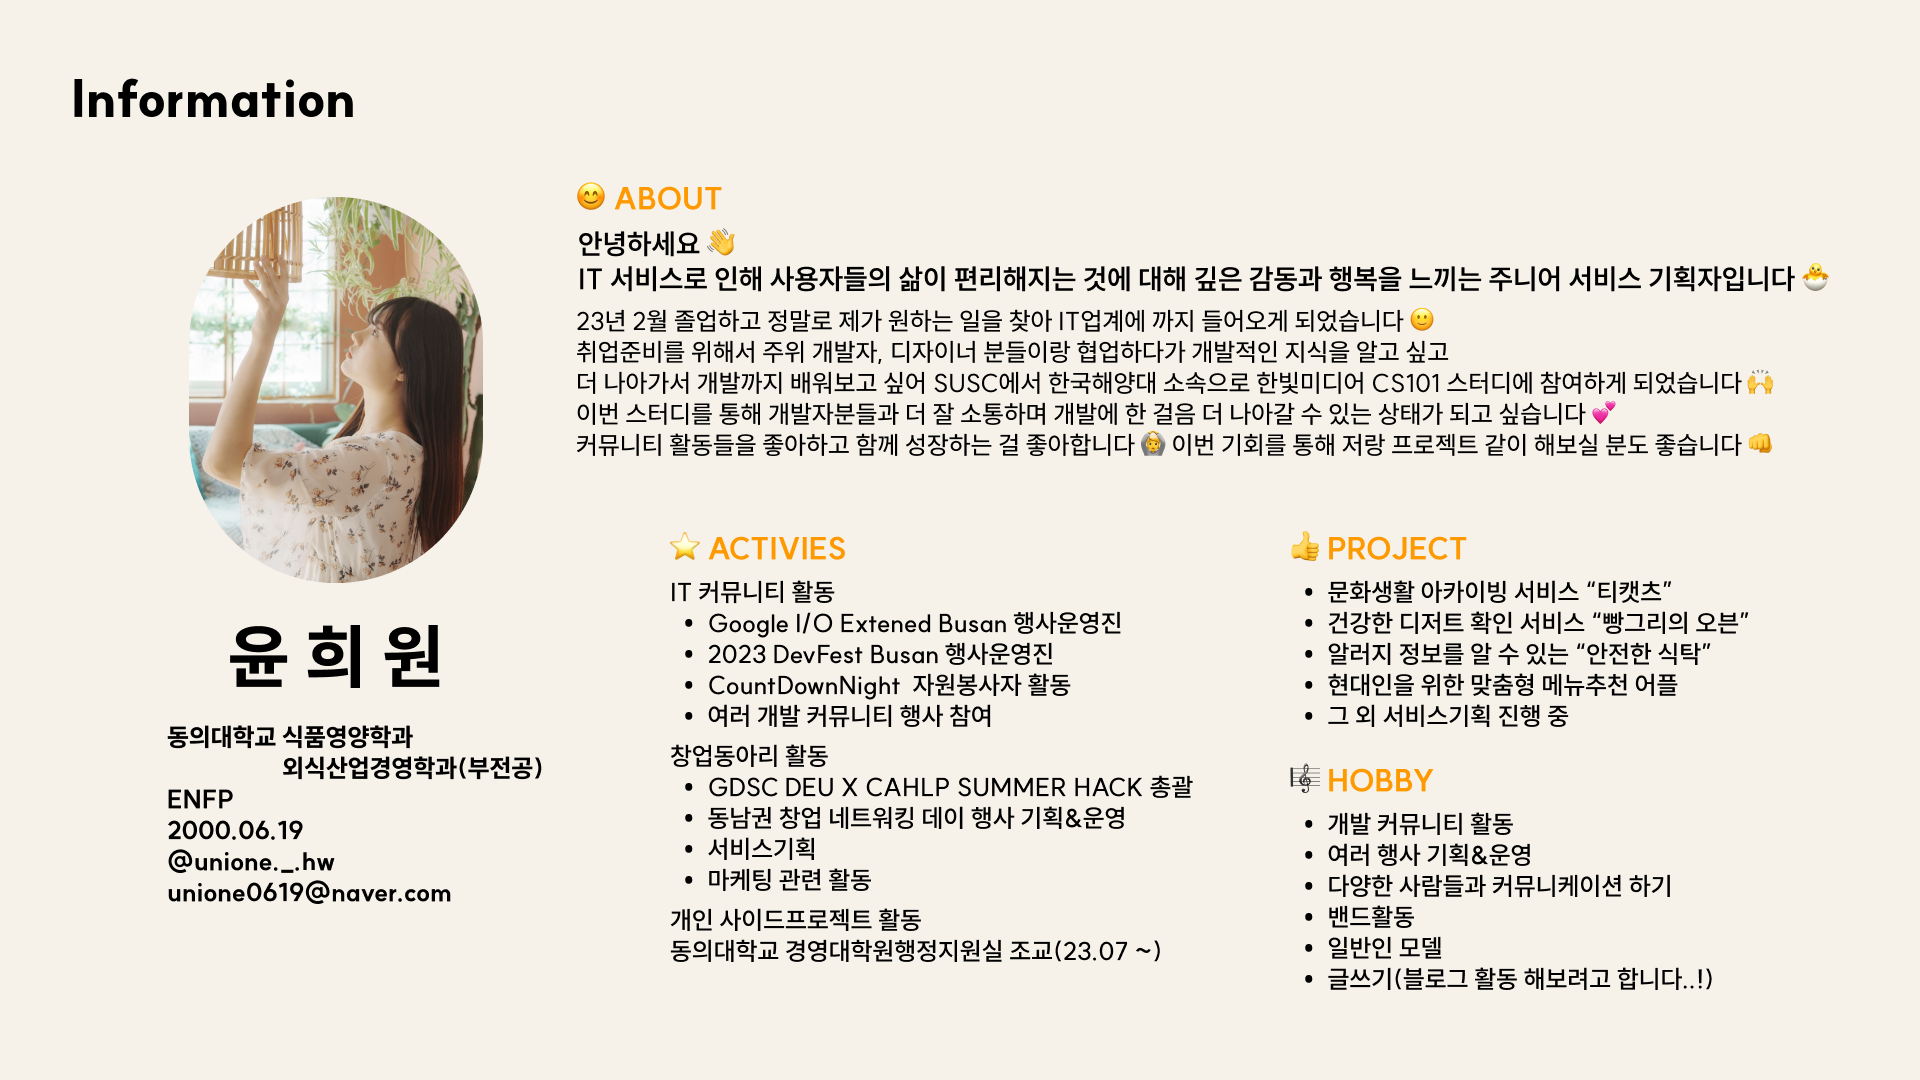 Information
😊 ABOUT
안녕하세요 👋
IT 서비스로 인해 사용자들의 삶이 편리해지는 것에 대해 깊은 감동과 행복을 느끼는 주니어 서비스 기획자입니다 🐣
23년 2월 졸업하고 정말로 제가 원하는 일을 찾아 IT업계에 까지 들어오게 되었습니다 🙂
취업준비를 위해서 주위 개발자, 디자이너 분들이랑 협업하다가 개발적인 지식을 알고 싶고
더 나아가서 개발까지 배워보고 싶어 SUSC에서 한국해양대 소속으로 한빛미디어 CS101 스터디에 참여하게 되었습니다 🙌
이번 스터디를 통해 개발자분들과 더 잘 소통하며 개발에 한 걸음 더 나아갈 수 있는 상태가 되고 싶습니다 💕
커뮤니티 활동들을 좋아하고 함께 성장하는 걸 좋아합니다 🙆 이번 기회를 통해 저랑 프로젝트 같이 해보실 분도 좋습니다 👊
윤희원
동의대학교 식품영양학과
외식산업경영학과(부전공)
ENFP
2000.06.19
@unione._.hw
unione0619@naver.com
⭐ ACTIVIES
IT 커뮤니티 활동
• Google I/O Extened Busan 행사운영진
• 2023 DevFest Busan 행사운영진
• CountDownNight 자원봉사자 활동
• 여러 개발 커뮤니티 행사 참여
창업동아리 활동
• GDSC DEU X CAHLP SUMMER HACK 총괄
• 동남권 창업 네트워킹 데이 행사 기획&운영
• 서비스기획
• 마케팅 관련 활동
개인 사이드프로젝트 활동
동의대학교 경영대학원행정지원실 조교(23.07 ~)
👍 PROJECT
• 문화생활 아카이빙 서비스 “티캣츠”
• 건강한 디저트 확인 서비스 “빵그리의 오븐”
• 알러지 정보를 알 수 있는 “안전한 식탁”
• 현대인을 위한 맞춤형 메뉴추천 어플
• 그 외 서비스기획 진행 중
🎼 HOBBY
• 개발 커뮤니티 활동
• 여러 행사 기획&운영
• 다양한 사람들과 커뮤니케이션 하기
• 밴드활동
• 일반인 모델
• 글쓰기(블로그 활동 해보려고 합니다..!)